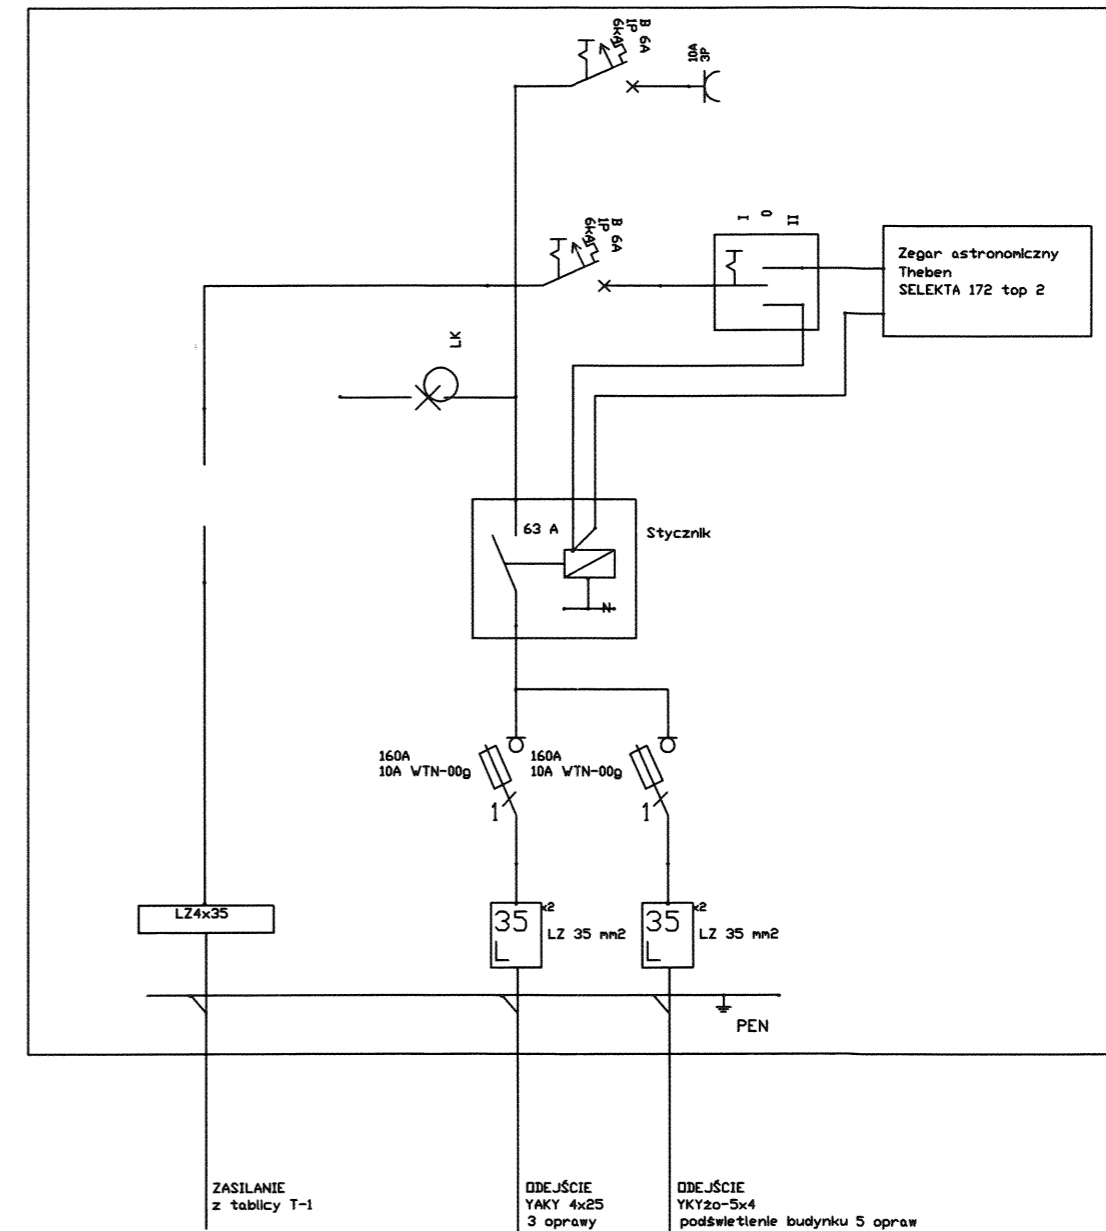 B 6A
1P
6kA
10A
3P
B 6A
1P
6kA
I O II
Zegar astronomiczny
Theben
SELEKTA 172 top 2
LK
63 A
Stycznik
N
160A
10A WTN-00g
1
160A
10A WTN-00g
1
LZ4x35
35
L
x2
LZ 35 mm2
35
L
x2
LZ 35 mm2
PEN
ZASILANIE
z tablicy T-1
ODEJŚCIE
YAKY 4x25
3 oprawy
ODEJŚCIE
YKYżo-5x4
podświetlenie budynku 5 opraw